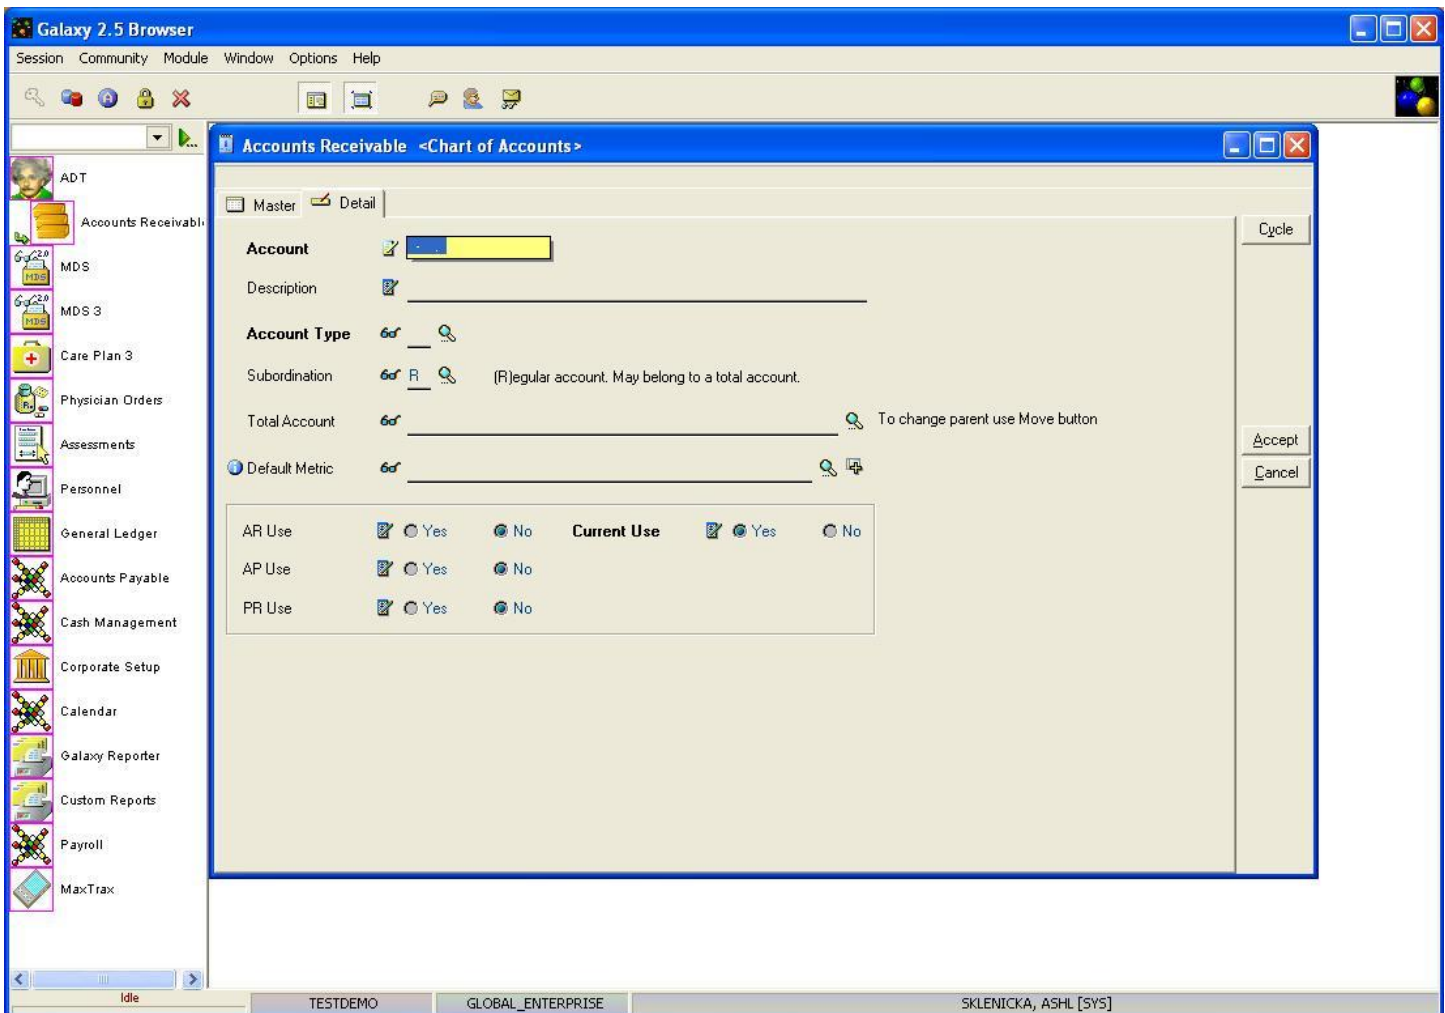 Galaxy 2.5 Browser
Session Community Module Window Options Help
Accounts Receivable <Chart of Accounts>
ADT
Accounts Receivabl
MDS
MDS 3
Care Plan 3
Physician Orders
Assessments
Personnel
General Ledger
Accounts Payable
Cash Management
Corporate Setup
Calendar
Galaxy Reporter
Custom Reports
Payroll
MaxTrax
Master Detail
Cycle
Account - .
Description
Account Type
Subordination R (R)egular account. May belong to a total account.
Total Account To change parent use Move button
Accept
Default Metric
Cancel
AR Use Yes No Current Use Yes No
AP Use Yes No
PR Use Yes No
Idle TESTDEMO GLOBAL_ENTERPRISE SKLENICKA, ASHL [SYS]